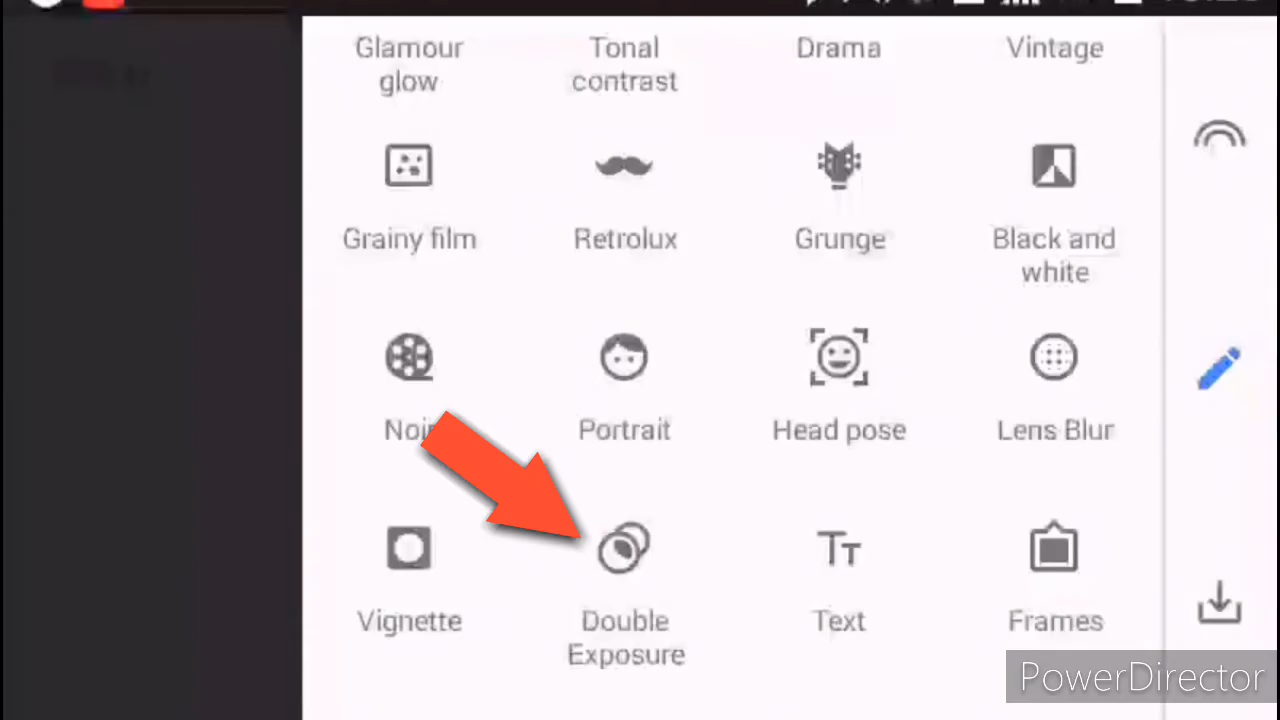 Glamour
glow
Tonal
contrast
Drama
Vintage
Grainy film
Retrolux
Grunge
Black and
white
Portrait
Head pose
Lens Blur
Vignette
Double
Exposure
Text
Frames
PowerDirector